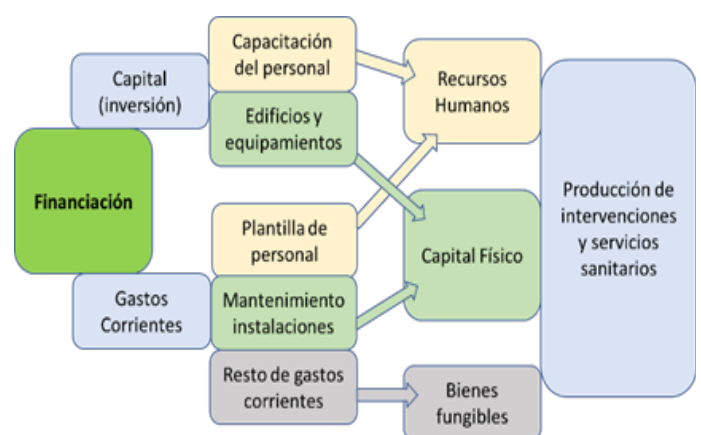 Financiación
Capital
(inversión)
Gastos
Corrientes
Capacitación
del personal
Edificios y
equipamientos
Plantilla de
personal
Mantenimiento
instalaciones
Resto de gastos
corrientes
Recursos
Humanos
Capital Físico
Bienes
fungibles
Producción de
intervenciones
y servicios
sanitarios